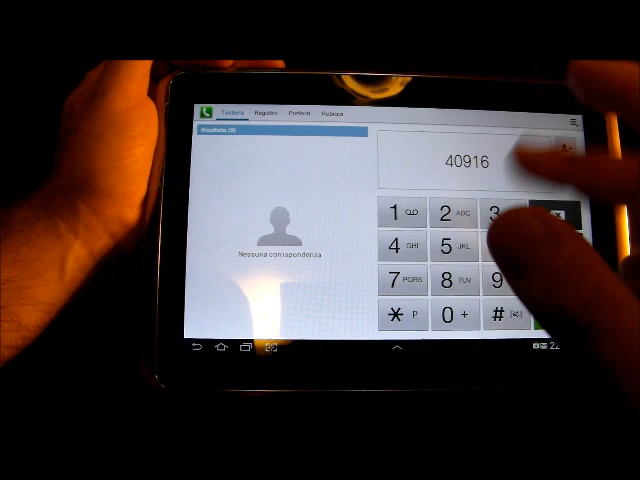 Tastiera Registro Preferiti Rubrica
Risultato (0)
40916
1 2 ABC 3
4 GHI 5 JKL
Nessuna corrispondenza
7 PQRS 8 TUV 9
* P 0 + #
22